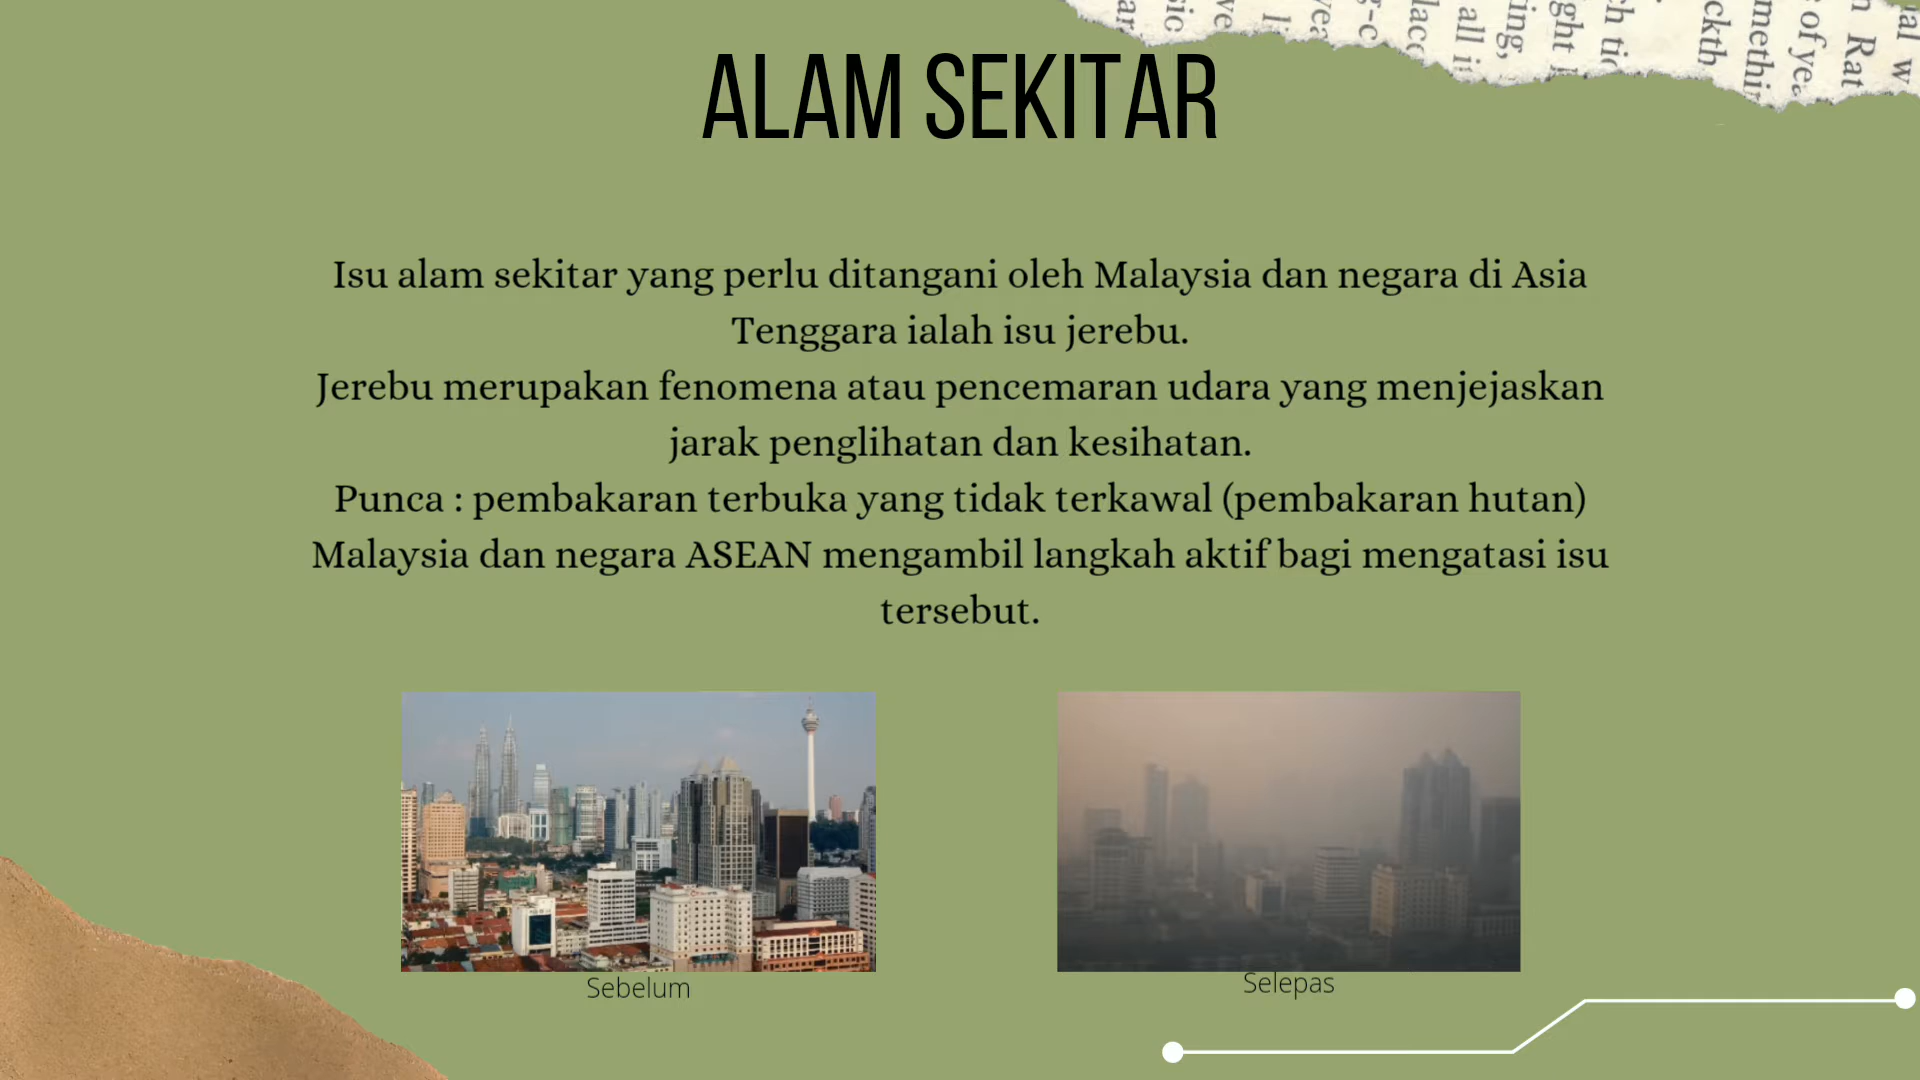 ALAM SEKITAR
Isu alam sekitar yang perlu ditangani oleh Malaysia dan negara di Asia
Tenggara ialah isu jerebu.
Jerebu merupakan fenomena atau pencemaran udara yang menjejaskan
jarak penglihatan dan kesihatan.
Punca : pembakaran terbuka yang tidak terkawal (pembakaran hutan)
Malaysia dan negara ASEAN mengambil langkah aktif bagi mengatasi isu
tersebut.
Sebelum
Selepas